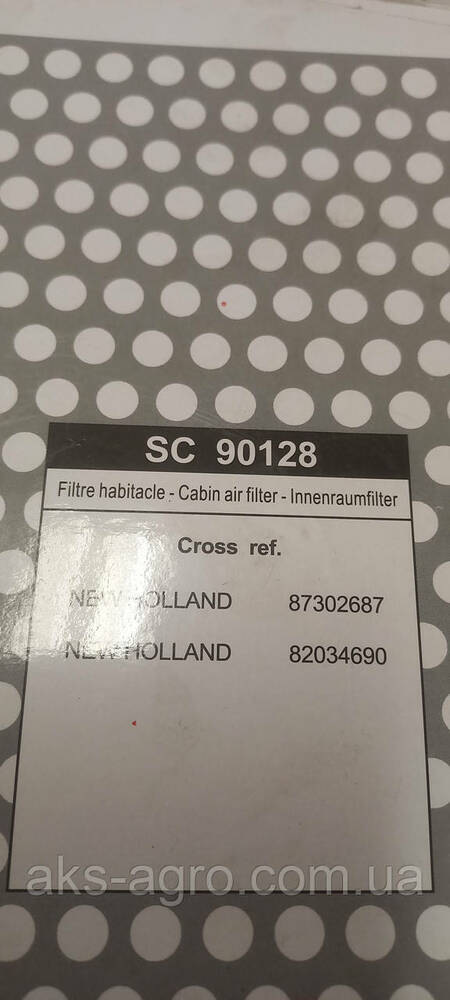 SC 90128
Filtre habitacle - Cabin air filter - Innenraumfilter
Cross ref.
NEW HOLLAND 87302687
NEW HOLLAND 82034690
aks-agro.com.ua